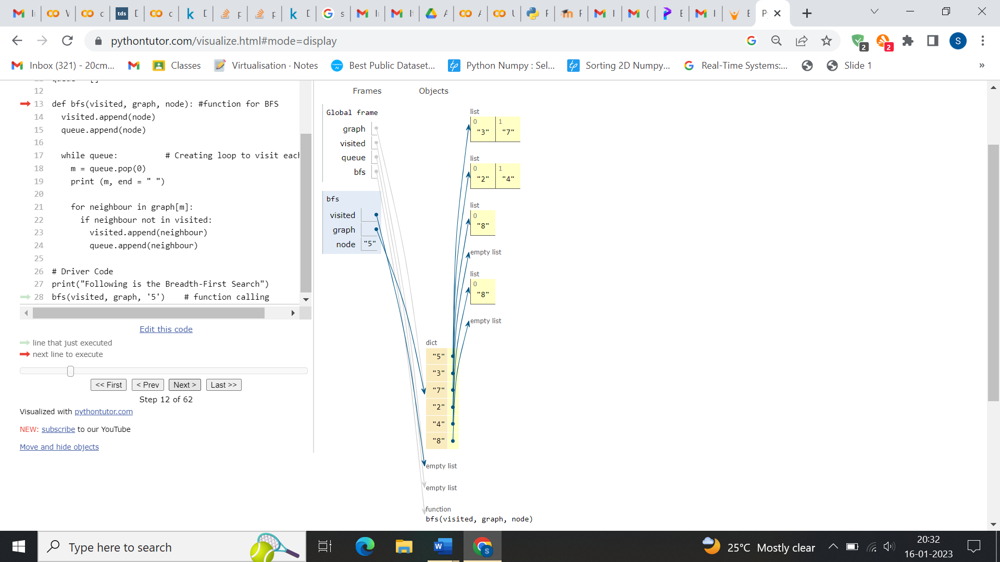 pythontutor.com/visualize.html#mode=display
2
2
S
Inbox (321) - 20cm...
Classes
Virtualisation · Notes
Best Public Dataset...
Python Numpy : Sel...
Sorting 2D Numpy...
Real-Time Systems:...
Slide 1
»
12
13 def bfs(visited, graph, node): #function for BFS
14 visited.append(node)
15 queue.append(node)
16
17 while queue: # Creating loop to visit each
18 m = queue.pop(0)
19 print (m, end = " ")
20
21 for neighbour in graph[m]:
22 if neighbour not in visited:
23 visited.append(neighbour)
24 queue.append(neighbour)
25
26 # Driver Code
27 print("Following is the Breadth-First Search")
28 bfs(visited, graph, '5') # function calling
Edit this code
line that just executed
next line to execute
<< First
< Prev
Next >
Last >>
Step 12 of 62
Visualized with pythontutor.com
NEW: subscribe to our YouTube
Move and hide objects
Frames
Objects
Global frame
graph
visited
queue
bfs
bfs
visited
graph
node "5"
list
0 1
"3" "7"
list
0 1
"2" "4"
list
0
"8"
empty list
list
0
"8"
empty list
dict
"5"
"3"
"7"
"2"
"4"
"8"
empty list
empty list
function
bfs(visited, graph, node)
Type here to search
25°C Mostly clear
20:32
16-01-2023